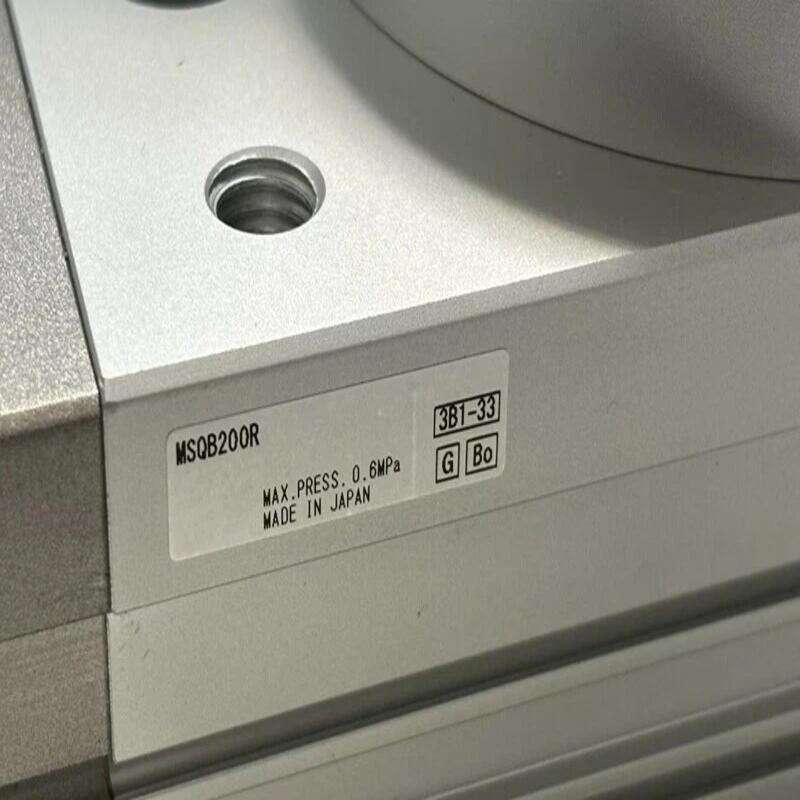 MSQB200R
MAX.PRESS.0.6MPa
MADE IN JAPAN
3B1-33
G Bo